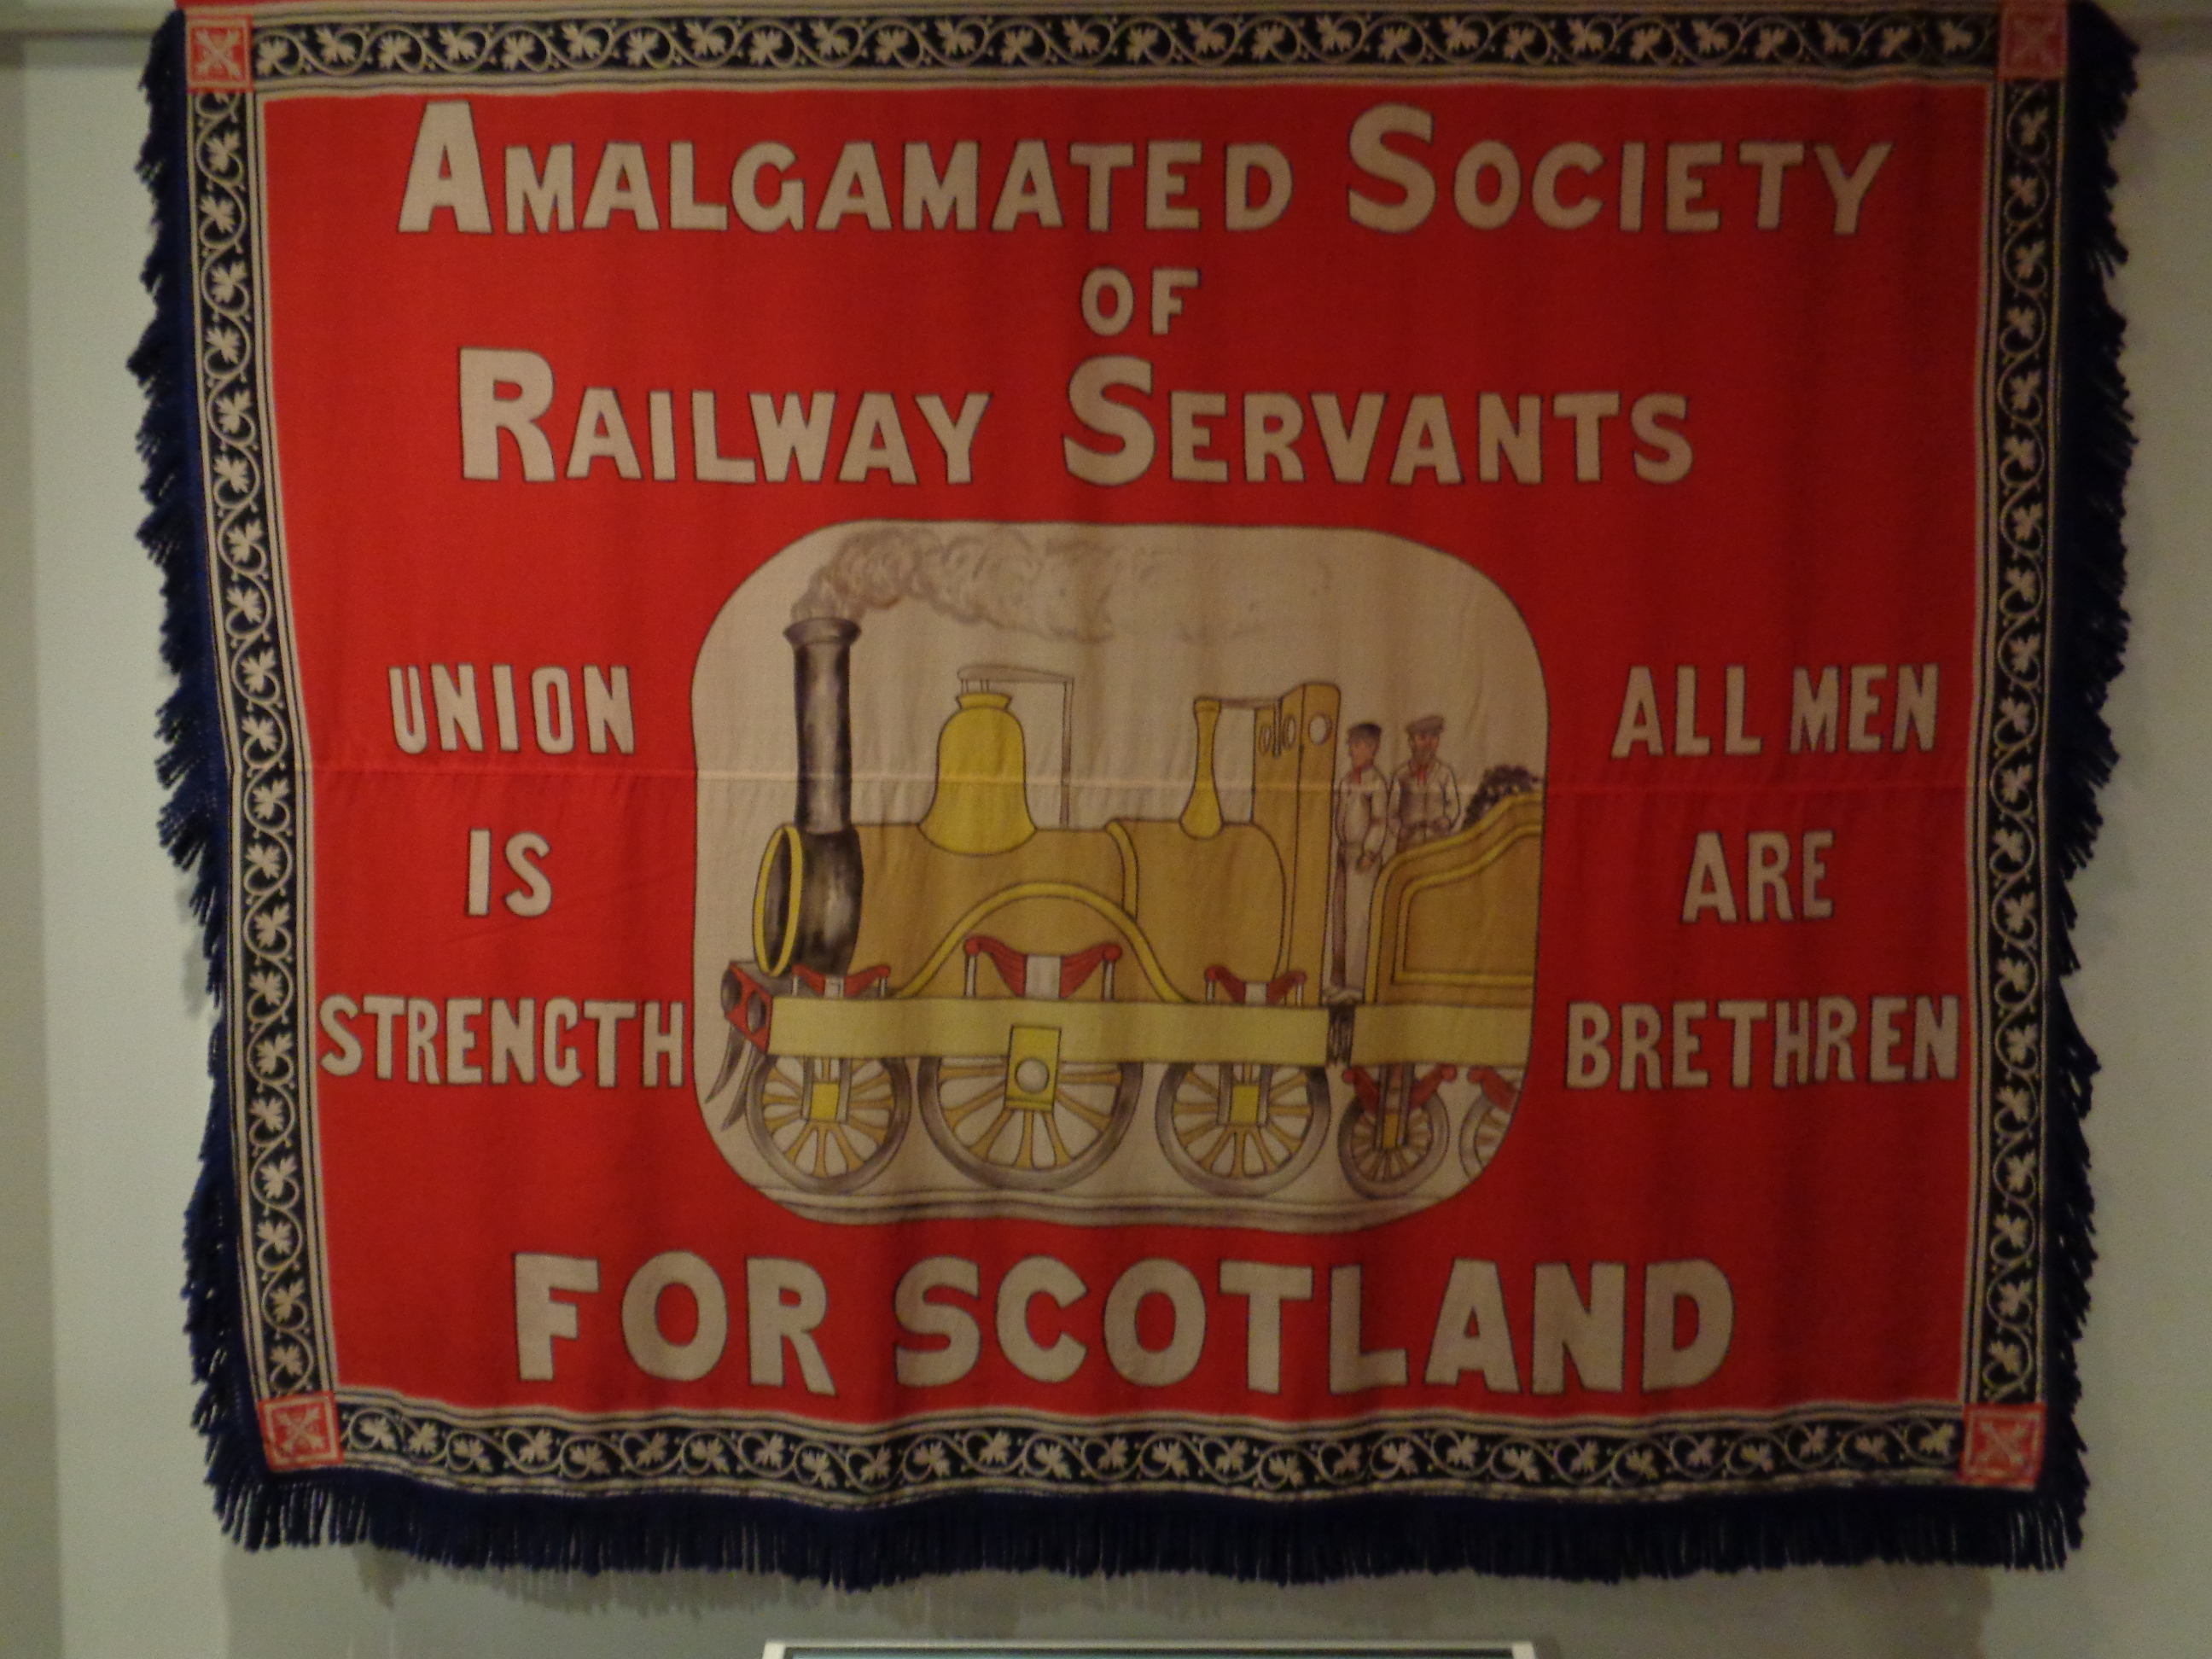 AMALGAMATED SOCIETY
OF
RAILWAY SERVANTS
UNION
IS
STRENGTH
ALL MEN
ARE
BRETHREN
FOR SCOTLAND